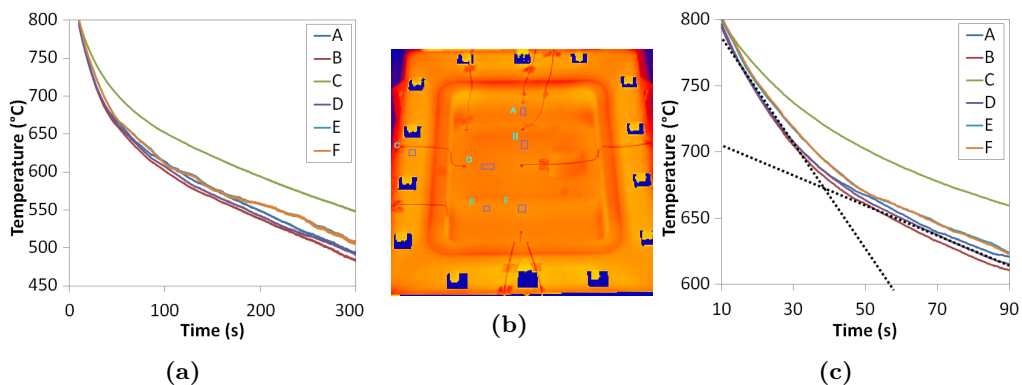 800
750
700
650
600
550
500
450
0
100
200
300
Temperature (°C)
Time (s)
A
B
C
D
E
F
(a)
A
B
C
D
E
F
(b)
800
750
700
650
600
10
30
50
70
90
Temperature (°C)
Time (s)
A
B
C
D
E
F
(c)